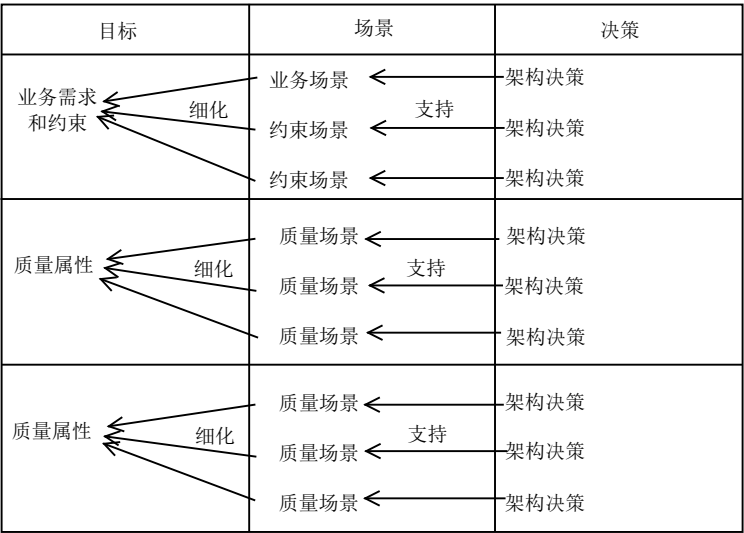 目标 场景 决策
业务场景 架构决策
业务需求
和约束
细化 支持
约束场景 架构决策
约束场景 架构决策
质量场景 架构决策
质量属性 细化 支持
质量场景 架构决策
质量场景 架构决策
质量场景 架构决策
质量属性 细化 支持
质量场景 架构决策
质量场景 架构决策